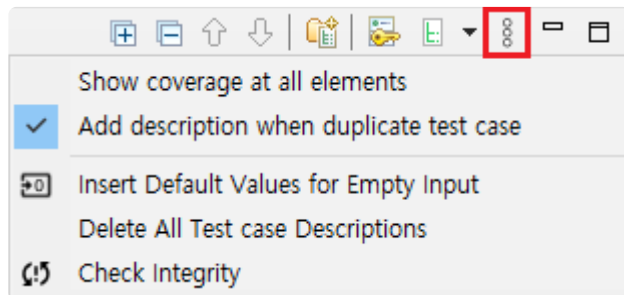 Show coverage at all elements
Add description when duplicate test case
Insert Default Values for Empty Input
Delete All Test case Descriptions
Check Integrity